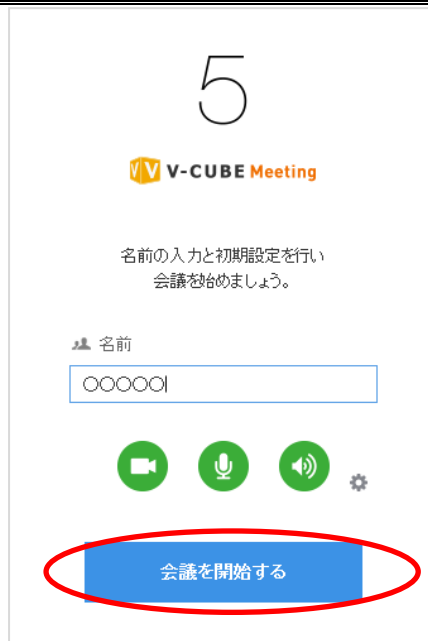 5
V-CUBE Meeting
名前の入力と初期設定を行い
会議を始めましょう。
名前
○○○○○
会議を開始する